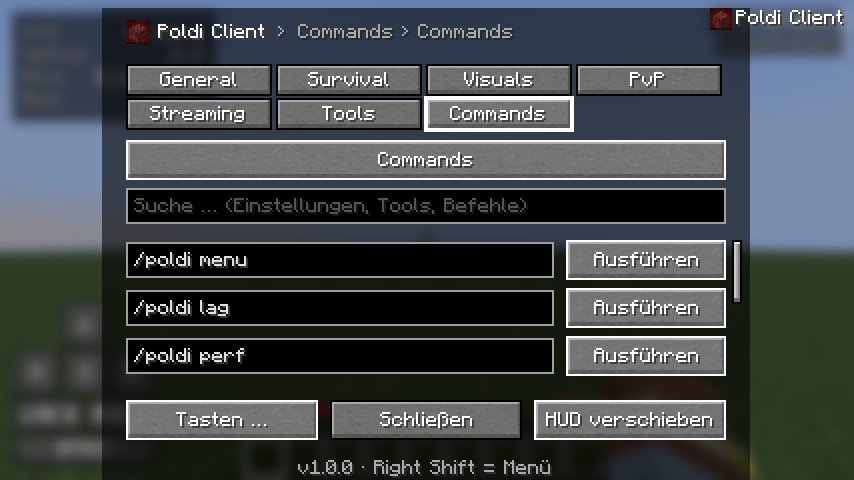 Poldi Client > Commands > Commands
Poldi Client
General Survival Visuals PvP
Streaming Tools Commands
Commands
Suche ... (Einstellungen, Tools, Befehle)
/poldi menu Ausführen
/poldi lag Ausführen
/poldi perf Ausführen
Tasten ... Schließen HUD verschieben
v1.0.0 · Right Shift = Menü